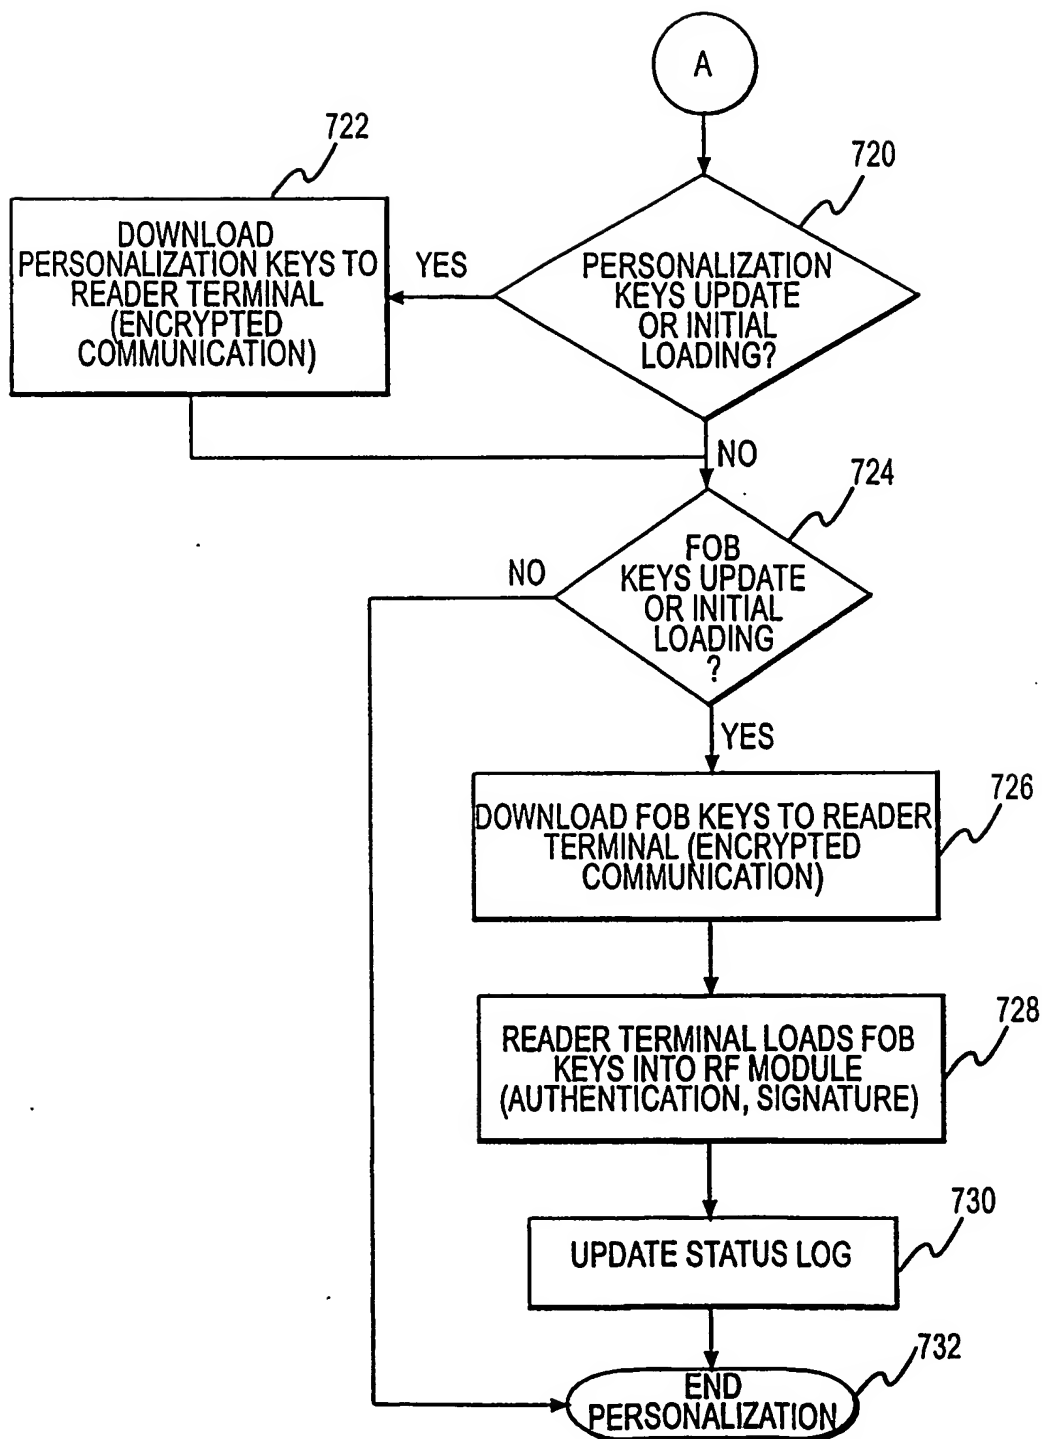 A
720
PERSONALIZATION
KEYS UPDATE
OR INITIAL
LOADING?
YES
722
DOWNLOAD
PERSONALIZATION KEYS TO
READER TERMINAL
(ENCRYPTED
COMMUNICATION)
NO
724
FOB
KEYS UPDATE
OR INITIAL
LOADING
?
NO
YES
726
DOWNLOAD FOB KEYS TO READER
TERMINAL (ENCRYPTED
COMMUNICATION)
728
READER TERMINAL LOADS FOB
KEYS INTO RF MODULE
(AUTHENTICATION, SIGNATURE)
730
UPDATE STATUS LOG
732
END
PERSONALIZATION